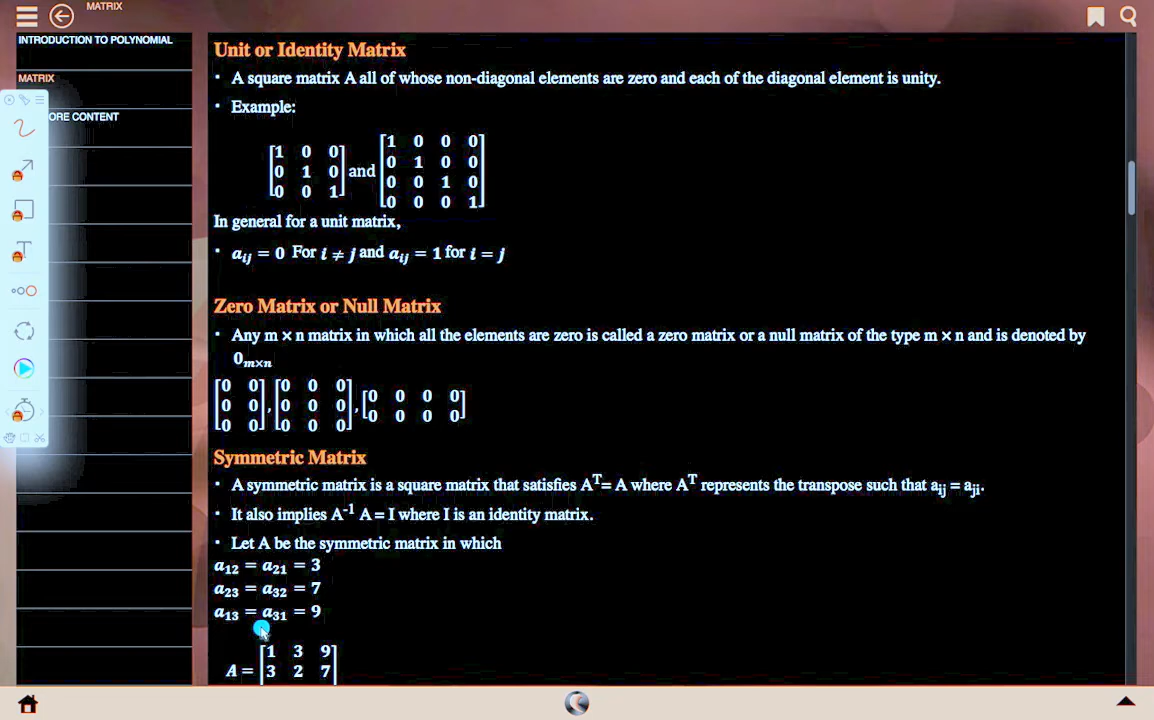 MATRIX
INTRODUCTION TO POLYNOMIAL
MATRIX
ORE CONTENT
Unit or Identity Matrix
• A square matrix A all of whose non-diagonal elements are zero and each of the diagonal element is unity.
• Example:
[1 0 0; 0 1 0; 0 0 1] and [1 0 0 0; 0 1 0 0; 0 0 1 0; 0 0 0 1]
In general for a unit matrix,
• aᵢⱼ = 0 For i ≠ j and aᵢⱼ = 1 for i = j
Zero Matrix or Null Matrix
• Any m × n matrix in which all the elements are zero is called a zero matrix or a null matrix of the type m × n and is denoted by
0ₘₓₙ
[0 0; 0 0; 0 0], [0 0 0; 0 0 0; 0 0 0], [0 0 0 0; 0 0 0 0]
Symmetric Matrix
• A symmetric matrix is a square matrix that satisfies Aᵀ= A where Aᵀ represents the transpose such that aᵢⱼ = aⱼᵢ.
• It also implies A⁻¹ A = I where I is an identity matrix.
• Let A be the symmetric matrix in which
a₁₂ = a₂₁ = 3
a₂₃ = a₃₂ = 7
a₁₃ = a₃₁ = 9
A = [1 3 9; 3 2 7